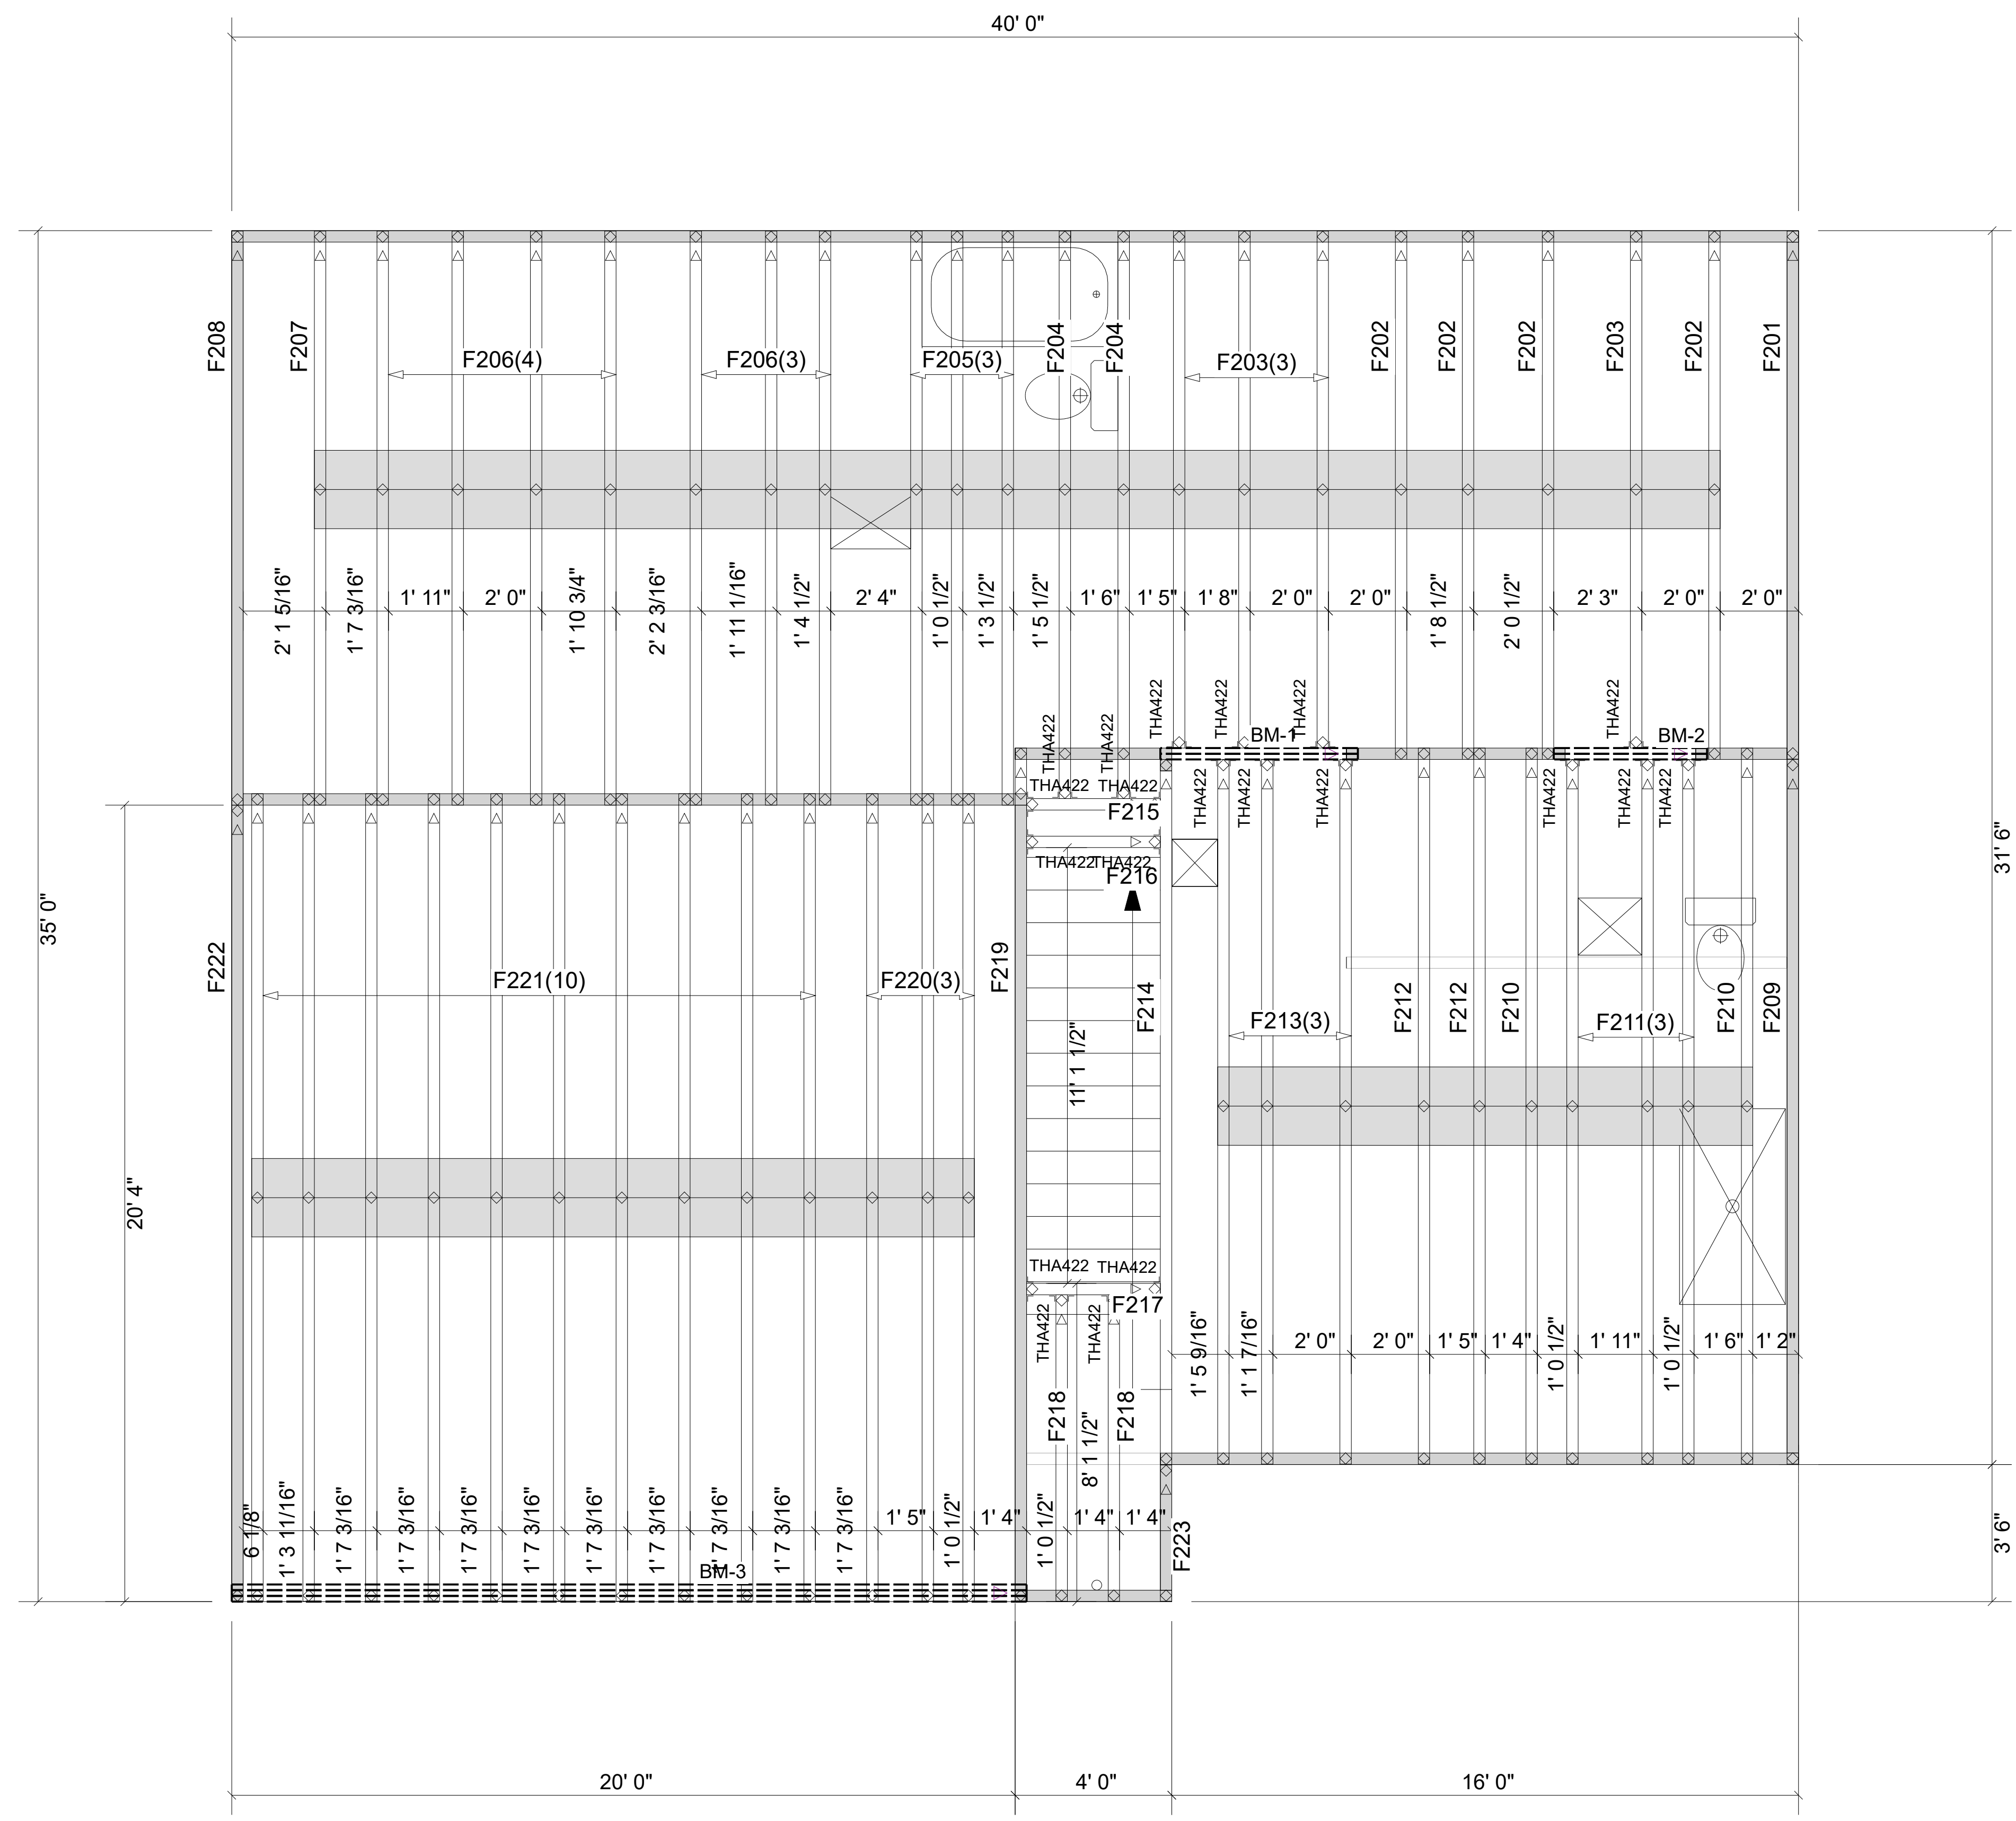 40' 0"
F208
F207
F206(4)
F206(3)
F205(3)
F204
F204
F203(3)
F202
F202
F202
F203
F202
F201
2' 1 5/16"
1' 7 3/16"
1' 11"
2' 0"
1' 10 3/4"
2' 2 3/16"
1' 11 1/16"
1' 4 1/2"
2' 4"
1' 0 1/2"
1' 3 1/2"
1' 5 1/2"
1' 6"
1' 5"
1' 8"
2' 0"
2' 0"
1' 8 1/2"
2' 0 1/2"
2' 3"
2' 0"
2' 0"
THA422
THA422
THA422
THA422
THA422
THA422
BM-1
BM-2
THA422
THA422
THA422
THA422
THA422
THA422
THA422
THA422
F215
THA422
THA422
F216
35' 0"
31' 6"
F222
F221(10)
F220(3)
F219
F214
11' 1 1/2"
F213(3)
F212
F212
F210
F211(3)
F210
F209
20' 4"
THA422
THA422
F217
THA422
THA422
F218
F218
8' 1 1/2"
1' 5 9/16"
1' 1 7/16"
2' 0"
2' 0"
1' 5"
1' 4"
1' 0 1/2"
1' 11"
1' 0 1/2"
1' 6"
1' 2"
6 1/8"
1' 3 11/16"
1' 7 3/16"
1' 7 3/16"
1' 7 3/16"
1' 7 3/16"
1' 7 3/16"
1' 7 3/16"
1' 7 3/16"
1' 7 3/16"
1' 7 3/16"
1' 5"
1' 0 1/2"
1' 4"
1' 0 1/2"
1' 4"
1' 4"
F223
3' 6"
BM-3
20' 0"
4' 0"
16' 0"